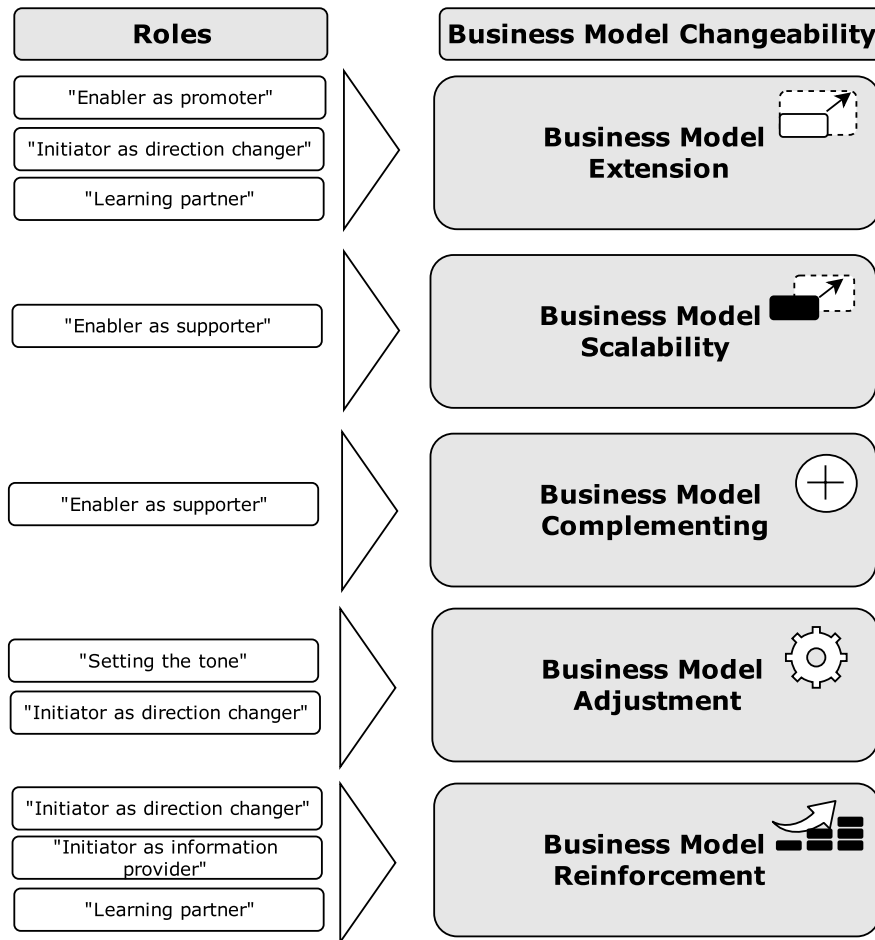 Roles
Business Model Changeability
"Enabler as promoter"
"Initiator as direction changer"
"Learning partner"
Business Model
Extension
"Enabler as supporter"
Business Model
Scalability
"Enabler as supporter"
Business Model
Complementing
"Setting the tone"
"Initiator as direction changer"
Business Model
Adjustment
"Initiator as direction changer"
"Initiator as information
provider"
"Learning partner"
Business Model
Reinforcement